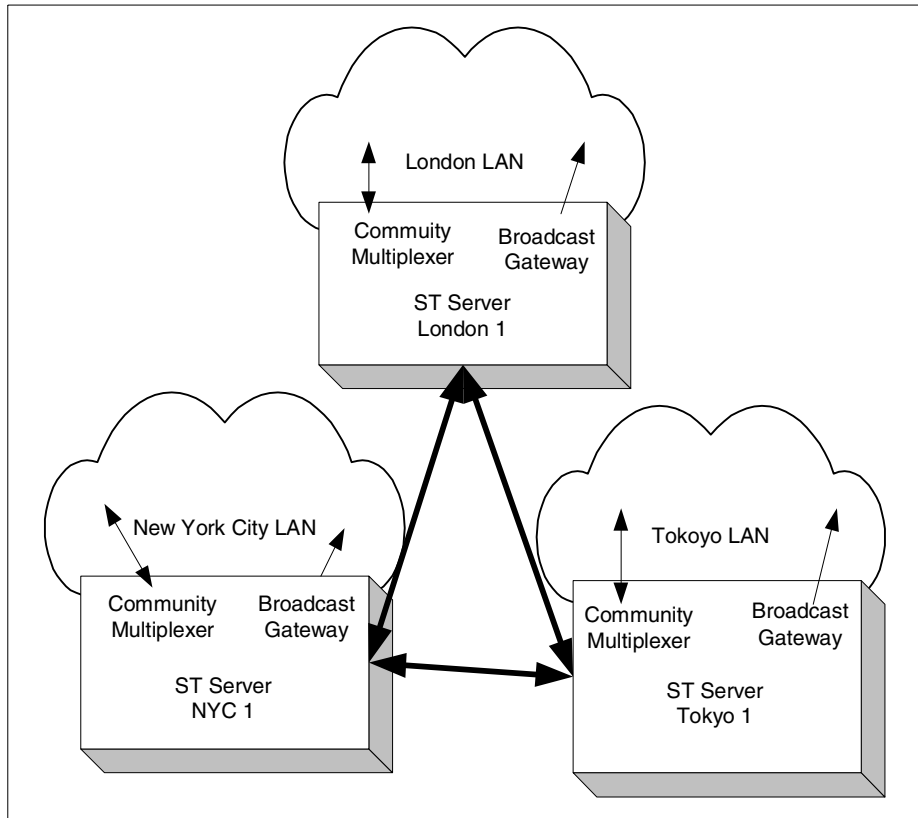 London LAN
Commuity
Multiplexer
Broadcast
Gateway
ST Server
London 1
New York City LAN
Community
Multiplexer
Broadcast
Gateway
ST Server
NYC 1
Tokoyo LAN
Community
Multiplexer
Broadcast
Gateway
ST Server
Tokyo 1